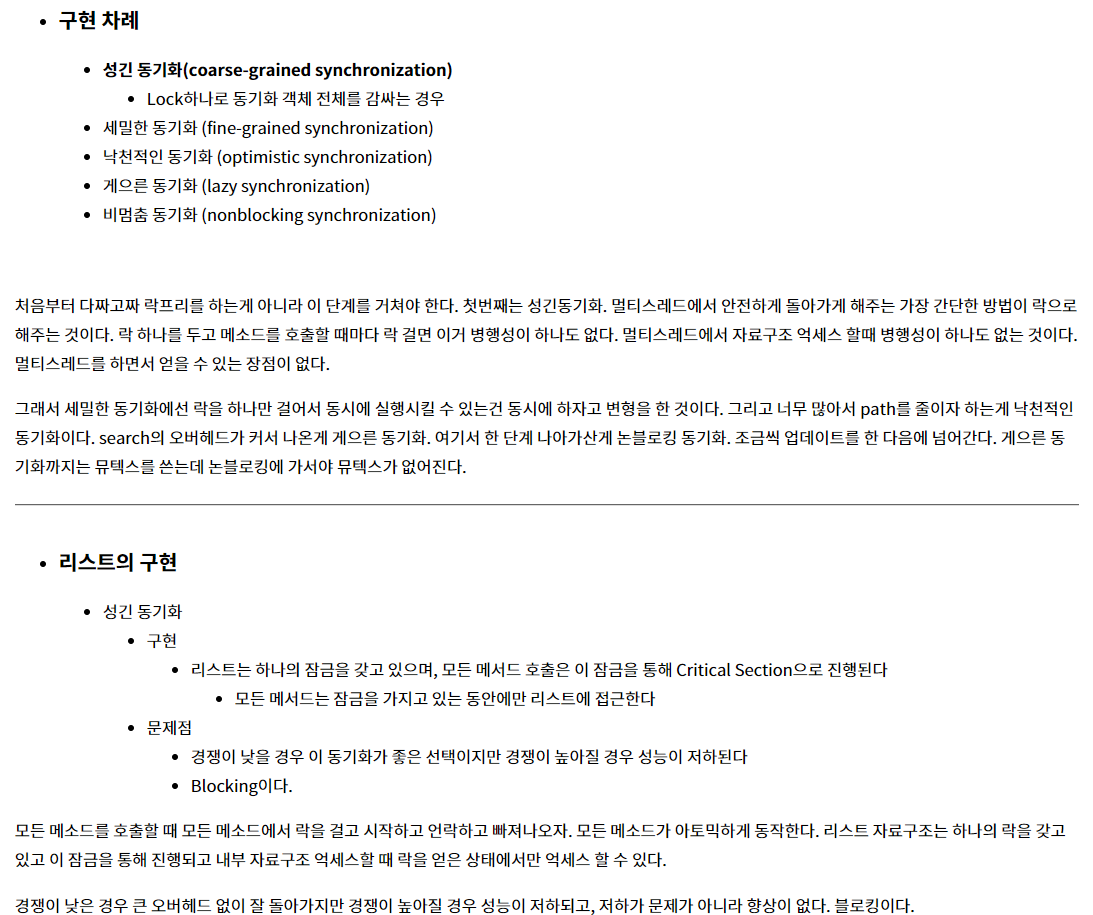 구현 차례
성긴 동기화(coarse-grained synchronization)
Lock하나로 동기화 객체 전체를 감싸는 경우
세밀한 동기화 (fine-grained synchronization)
낙천적인 동기화 (optimistic synchronization)
게으른 동기화 (lazy synchronization)
비멈춤 동기화 (nonblocking synchronization)
처음부터 다짜고짜 락프리를 하는게 아니라 이 단계를 거쳐야 한다. 첫번째는 성긴동기화. 멀티스레드에서 안전하게 돌아가게 해주는 가장 간단한 방법이 락으로
해주는 것이다. 락 하나를 두고 메소드를 호출할 때마다 락 걸면 이거 병행성이 하나도 없다. 멀티스레드에서 자료구조 억세스 할때 병행성이 하나도 없는 것이다.
멀티스레드를 하면서 얻을 수 있는 장점이 없다.
그래서 세밀한 동기화에선 락을 하나만 걸어서 동시에 실행시킬 수 있는건 동시에 하자고 변형을 한 것이다. 그리고 너무 많아서 path를 줄이자 하는게 낙천적인
동기화이다. search의 오버헤드가 커서 나온게 게으른 동기화. 여기서 한 단계 나아가산게 논블로킹 동기화. 조금씩 업데이트를 한 다음에 넘어간다. 게으른 동
기화까지는 뮤텍스를 쓰는데 논블로킹에 가서야 뮤텍스가 없어진다.
리스트의 구현
성긴 동기화
구현
리스트는 하나의 잠금을 갖고 있으며, 모든 메서드 호출은 이 잠금을 통해 Critical Section으로 진행된다
모든 메서드는 잠금을 가지고 있는 동안에만 리스트에 접근한다
문제점
경쟁이 낮을 경우 이 동기화가 좋은 선택이지만 경쟁이 높아질 경우 성능이 저하된다
Blocking이다.
모든 메소드를 호출할 때 모든 메소드에서 락을 걸고 시작하고 언락하고 빠져나오자. 모든 메소드가 아토믹하게 동작한다. 리스트 자료구조는 하나의 락을 갖고
있고 이 잠금을 통해 진행되고 내부 자료구조 억세스할 때 락을 얻은 상태에서만 억세스 할 수 있다.
경쟁이 낮은 경우 큰 오버헤드 없이 잘 돌아가지만 경쟁이 높아질 경우 성능이 저하되고, 저하가 문제가 아니라 향상이 없다. 블로킹이다.